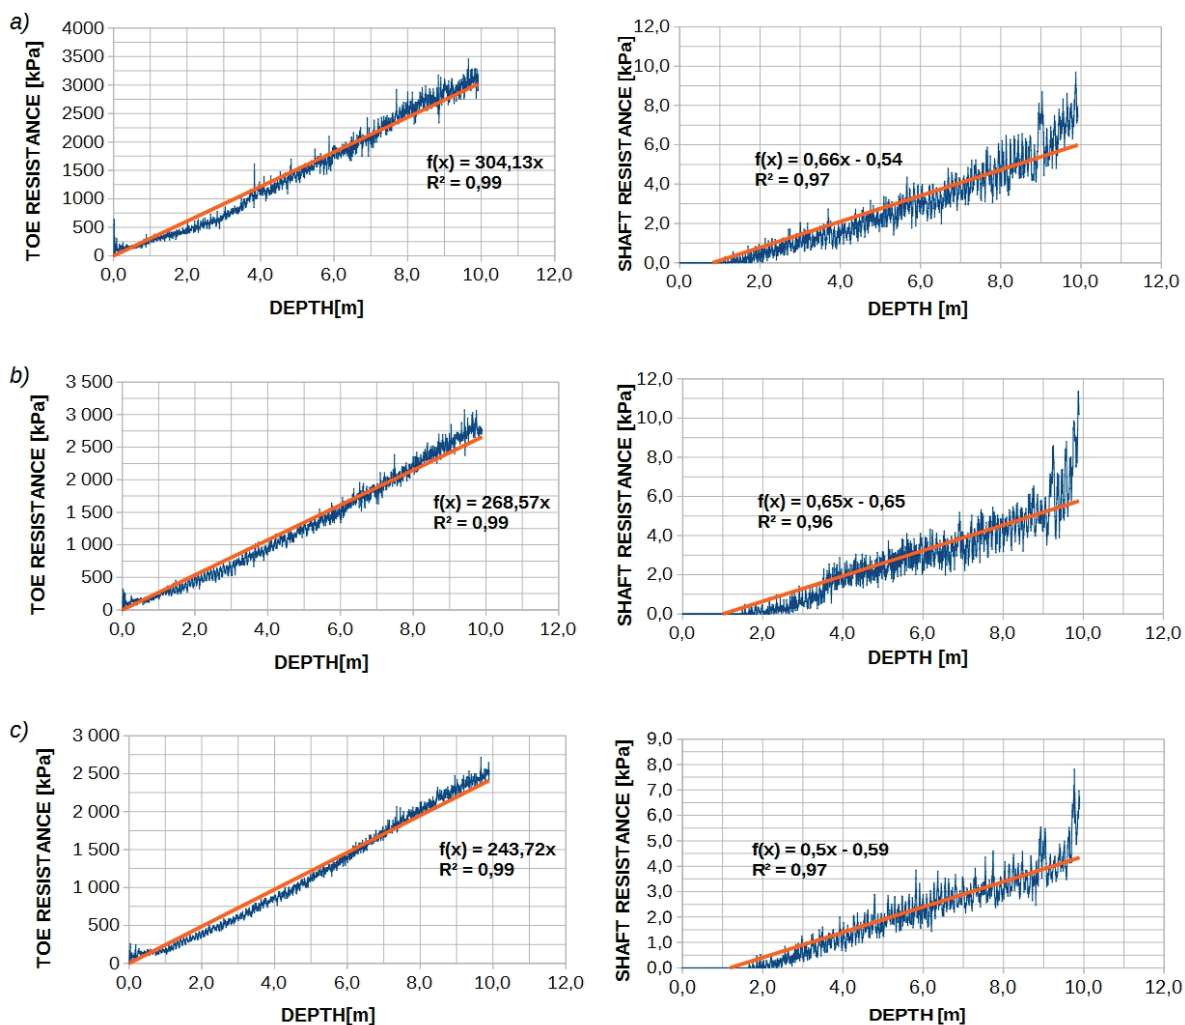 a)
TOE RESISTANCE [kPa]
4000
3500
3000
2500
2000
1500
1000
500
0
f(x) = 304,13x
R² = 0,99
0,0 2,0 4,0 6,0 8,0 10,0 12,0
DEPTH[m]
SHAFT RESISTANCE [kPa]
12,0
10,0
8,0
6,0
4,0
2,0
0,0
f(x) = 0,66x - 0,54
R² = 0,97
0,0 2,0 4,0 6,0 8,0 10,0 12,0
DEPTH [m]
b)
TOE RESISTANCE [kPa]
3 500
3 000
2 500
2 000
1 500
1 000
500
0
f(x) = 268,57x
R² = 0,99
0,0 2,0 4,0 6,0 8,0 10,0 12,0
DEPTH[m]
SHAFT RESISTANCE [kPa]
12,0
10,0
8,0
6,0
4,0
2,0
0,0
f(x) = 0,65x - 0,65
R² = 0,96
0,0 2,0 4,0 6,0 8,0 10,0 12,0
DEPTH [m]
c)
TOE RESISTANCE [kPa]
3 000
2 500
2 000
1 500
1 000
500
0
f(x) = 243,72x
R² = 0,99
0,0 2,0 4,0 6,0 8,0 10,0 12,0
DEPTH[m]
SHAFT RESISTANCE [kPa]
9,0
8,0
7,0
6,0
5,0
4,0
3,0
2,0
1,0
0,0
f(x) = 0,5x - 0,59
R² = 0,97
0,0 2,0 4,0 6,0 8,0 10,0 12,0
DEPTH [m]